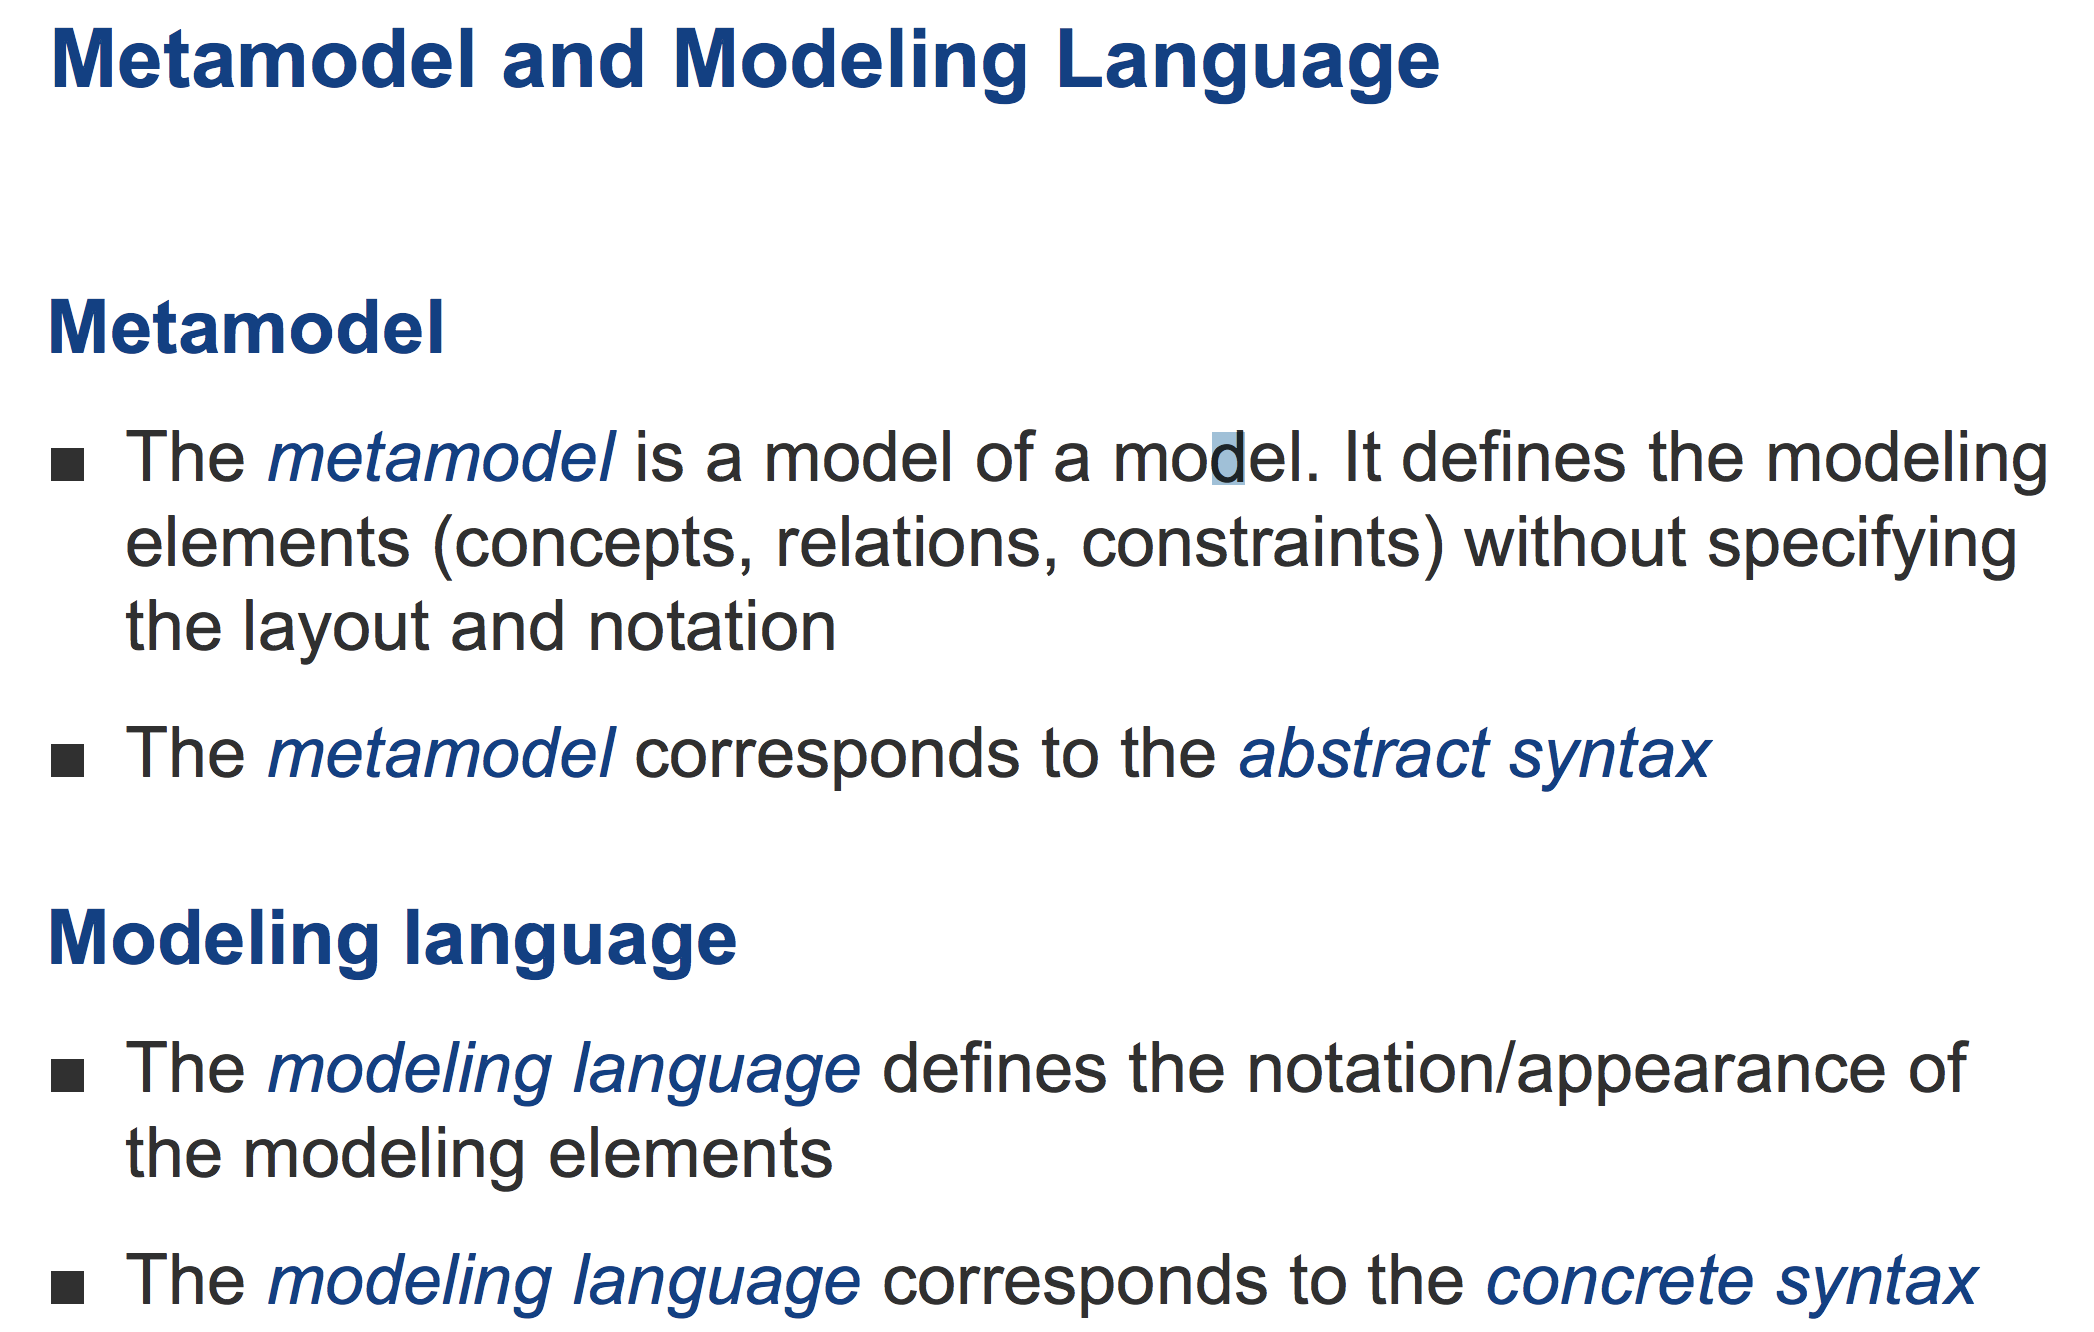 Metamodel and Modeling Language
Metamodel
■ The metamodel is a model of a model. It defines the modeling
elements (concepts, relations, constraints) without specifying
the layout and notation
■ The metamodel corresponds to the abstract syntax
Modeling language
■ The modeling language defines the notation/appearance of
the modeling elements
■ The modeling language corresponds to the concrete syntax